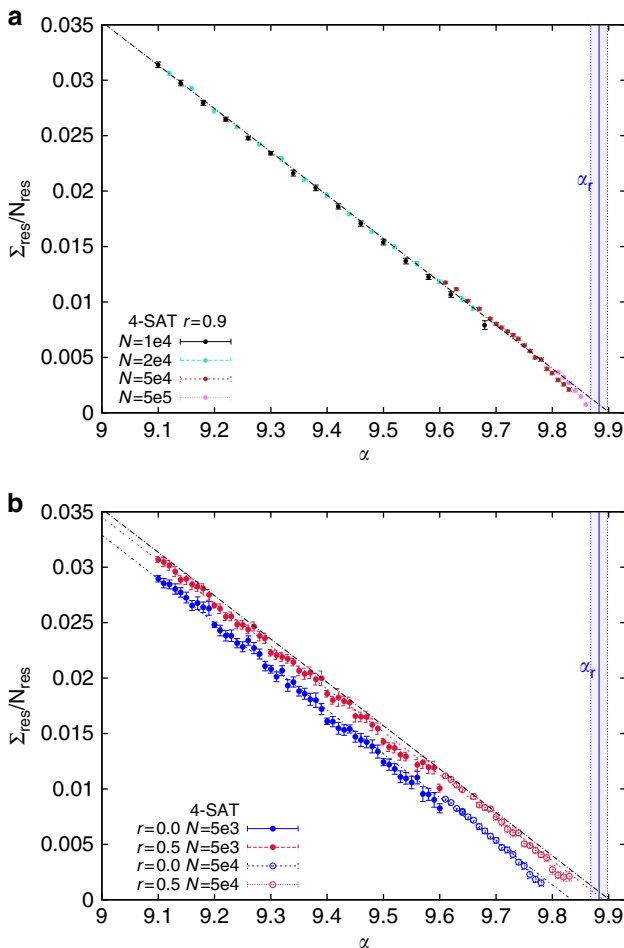 a
0.035
0.03
0.025
0.02
0.015
0.01
0.005
0
Σres/Nres
αr
4-SAT r=0.9
N=1e4
N=2e4
N=5e4
N=5e5
9 9.1 9.2 9.3 9.4 9.5 9.6 9.7 9.8 9.9
α
b
0.035
0.03
0.025
0.02
0.015
0.01
0.005
0
Σres/Nres
αr
4-SAT
r=0.0 N=5e3
r=0.5 N=5e3
r=0.0 N=5e4
r=0.5 N=5e4
9 9.1 9.2 9.3 9.4 9.5 9.6 9.7 9.8 9.9
α